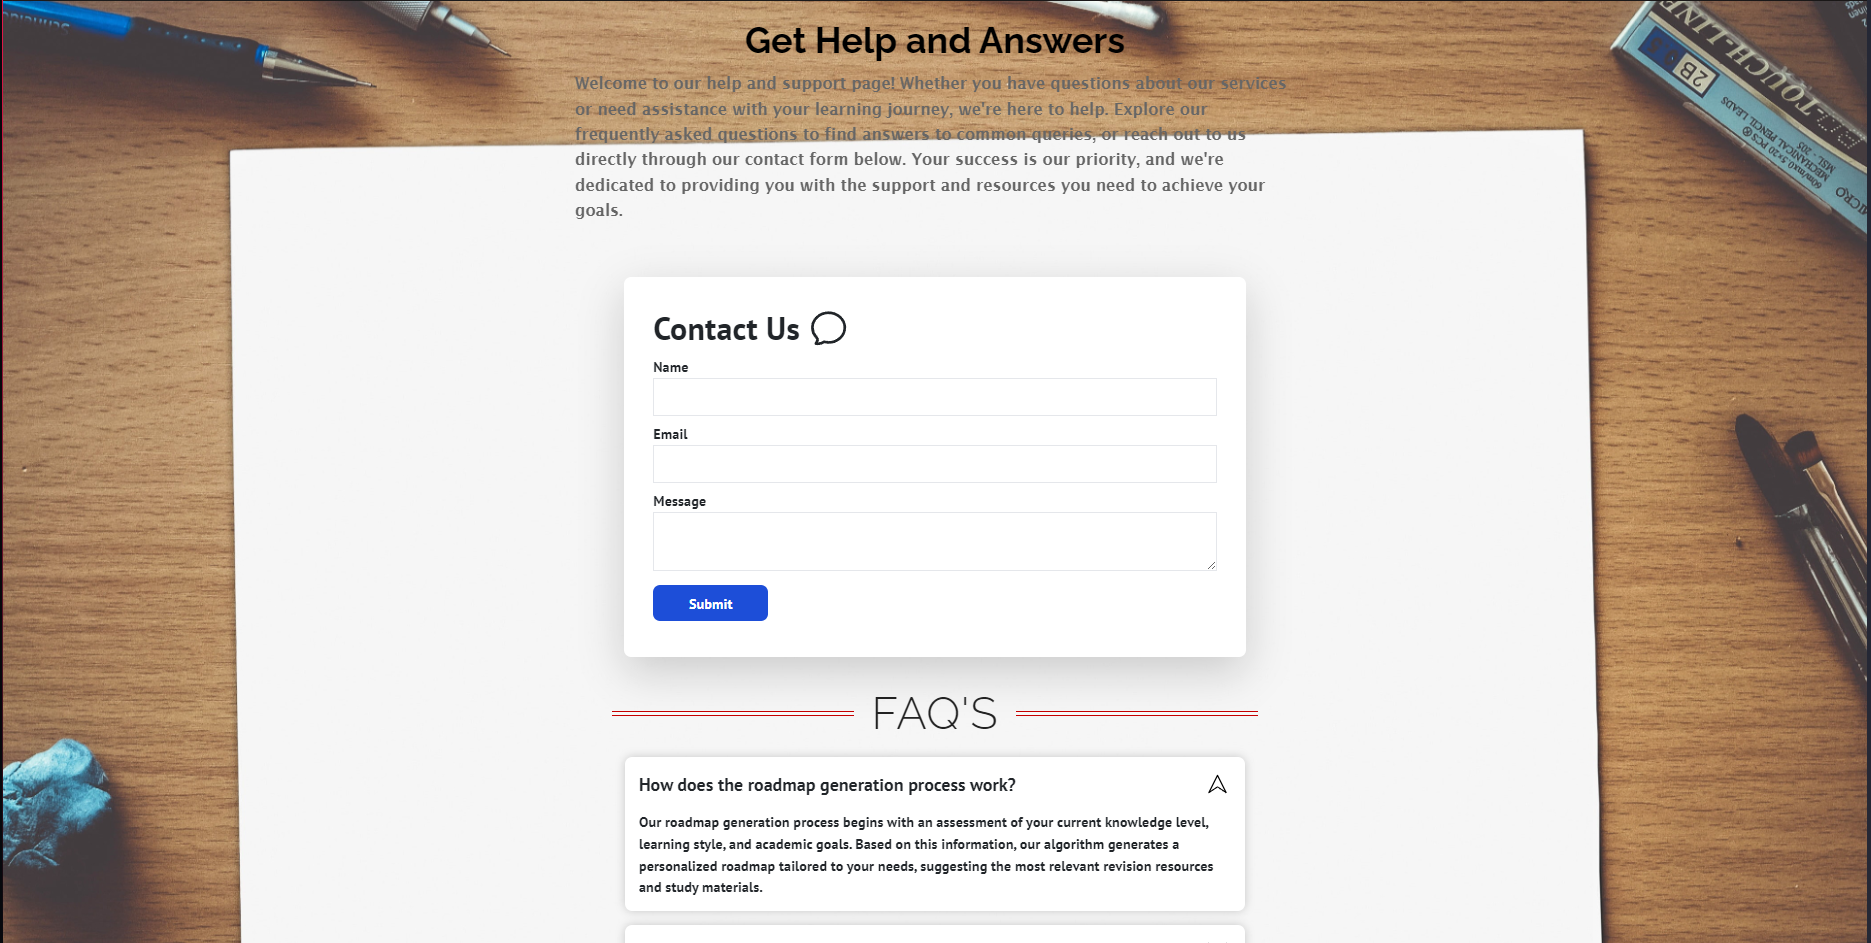 Get Help and Answers
Welcome to our help and support page! Whether you have questions about our services
or need assistance with your learning journey, we're here to help. Explore our
frequently asked questions to find answers to common queries, or reach out to us
directly through our contact form below. Your success is our priority, and we're
dedicated to providing you with the support and resources you need to achieve your
goals.
Contact Us
Name
Email
Message
Submit
FAQ'S
How does the roadmap generation process work?
Our roadmap generation process begins with an assessment of your current knowledge level,
learning style, and academic goals. Based on this information, our algorithm generates a
personalized roadmap tailored to your needs, suggesting the most relevant revision resources
and study materials.
2B
LEADS
MECHANICAL PENCIL LEADS
MSL - 205